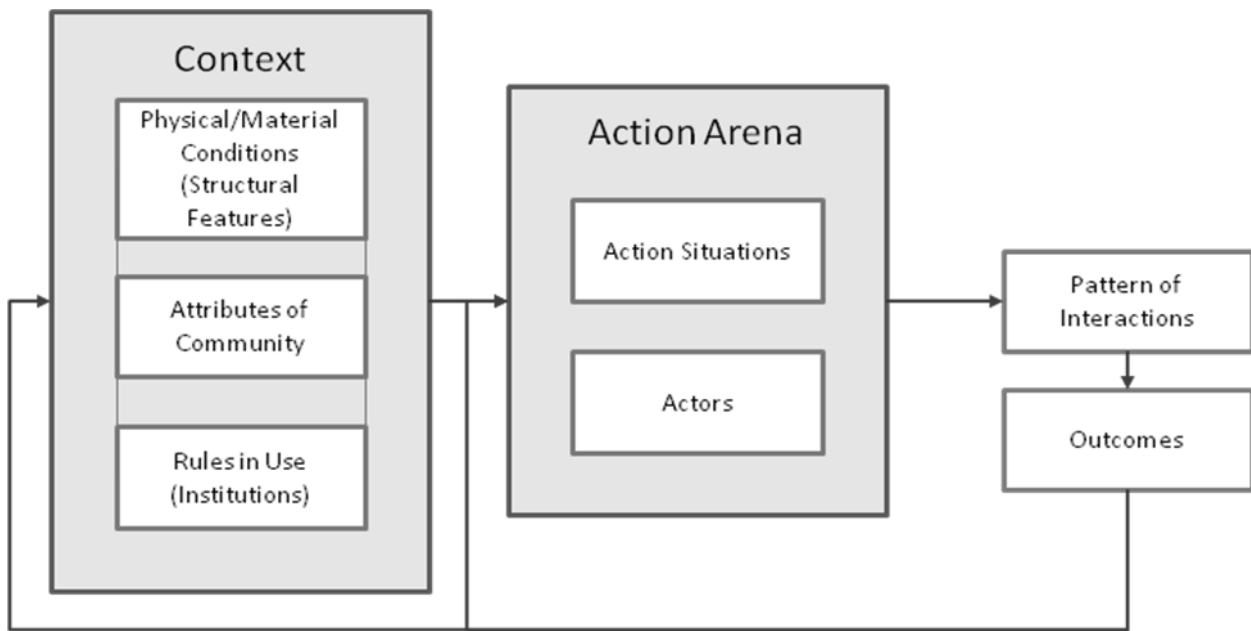 Context
Physical/Material
Conditions
(Structural
Features)
Attributes of
Community
Rules in Use
(Institutions)
Action Arena
Action Situations
Actors
Pattern of
Interactions
Outcomes